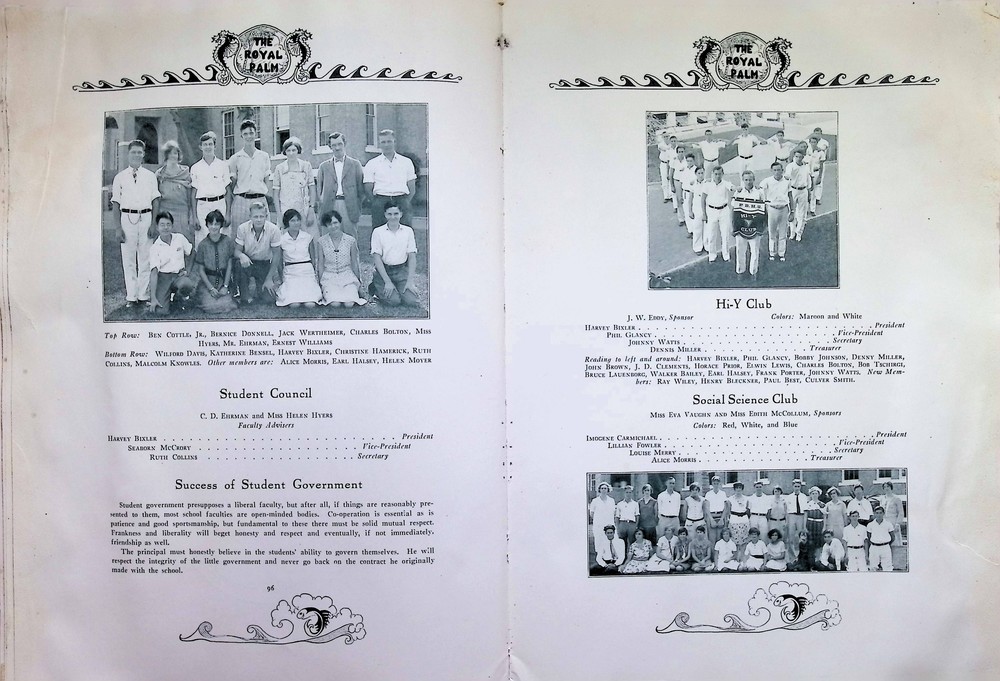 THE
ROYAL
PALM
Top Row: BEN COTTLE, JR., BERNICE DONNELL, JACK WERTHEIMER, CHARLES BOLTON, MISS
HYERS, MR. EHRMAN, ERNEST WILLIAMS
Bottom Row: WILFORD DAVIS, KATHERINE BENSEL, HARVEY BIXLER, CHRISTINE HAMERICK, RUTH
COLLINS, MALCOLM KNOWLES. Other members are: ALICE MORRIS, EARL HALSEY, HELEN MOYER
Student Council
C. D. EHRMAN and MISS HELEN HYERS
Faculty Advisers
HARVEY BIXLER . . . . . . . . . . . . . . . . . . . . . . . . President
SEABORN MCCRORY . . . . . . . . . . . . . . . . . . . . Vice-President
RUTH COLLINS . . . . . . . . . . . . . . . . . . . . Secretary
Success of Student Government
Student government presupposes a liberal faculty, but after all, if things are reasonably pre-
sented to them, most school faculties are open-minded bodies. Co-operation is essential as is
patience and good sportsmanship, but fundamental to these there must be solid mutual respect.
Frankness and liberality will beget honesty and respect and eventually, if not immediately,
friendship as well.
The principal must honestly believe in the students' ability to govern themselves. He will
respect the integrity of the little government and never go back on the contract he originally
made with the school.
96
THE
ROYAL
PALM
P.B.H.S.
HI-Y
CLUB
Hi-Y Club
J. W. EDDY, Sponsor Colors: Maroon and White
HARVEY BIXLER . . . . . . . . . . . . . . . . . . . . . . . . President
PHIL GLANCY . . . . . . . . . . . . . . . . . . . . Vice-President
JOHNNY WATTS . . . . . . . . . . . . . . . . . . Secretary
DENNIS MILLER . . . . . . . . . . . . Treasurer
Reading to left and around: HARVEY BIXLER, PHIL GLANCY, BOBBY JOHNSON, DENNY MILLER,
JOHN BROWN, J. D. CLEMENTS, HORACE PRIOR, ELWIN LEWIS, CHARLES BOLTON, BOB TSCHIRGI,
BRUCE LAUENBORG, WALKER BAILEY, EARL HALSEY, FRANK PORTER, JOHNNY WATTS. New Mem-
bers: RAY WILEY, HENRY BLECKNER, PAUL BEST, CULVER SMITH.
Social Science Club
MISS EVA VAUGHN AND MISS EDITH MCCOLLUM, Sponsors
Colors: Red, White, and Blue
IMOGENE CARMICHAEL . . . . . . . . . . . . . . . . . . . . President
LILLIAN FOWLER . . . . . . . . . . . . . . . . . . Vice-President
LOUISE MERRY . . . . . . . . . . . . . . . . Secretary
ALICE MORRIS . . . . . . . . . . . . Treasurer